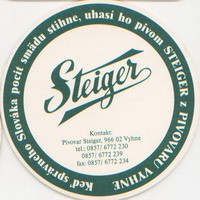 Keď správneho Slováka pocit smädu stihne, uhasí ho pivom STEIGER z PIVOVARU VYHNE
Steiger
Kontakt:
Pivovar Steiger, 966 02 Vyhne
tel.: 0857/ 6772 230
0857/ 6772 239
fax: 0857/ 6772 234